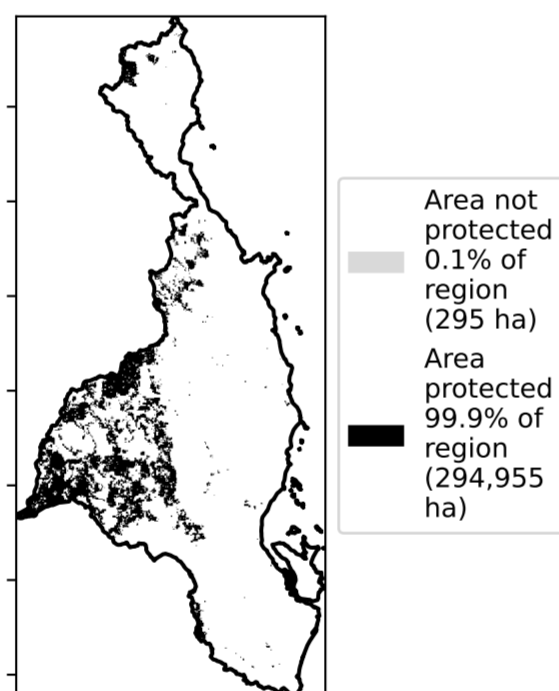 Area not
protected
0.1% of
region
(295 ha)
Area
protected
99.9% of
region
(294,955
ha)